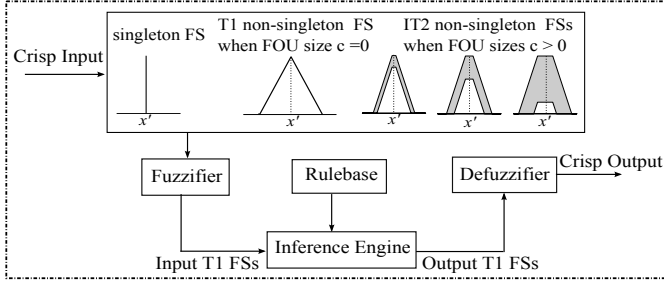 singleton FS
T1 non-singleton FS
when FOU size c =0
IT2 non-singleton FSs
when FOU sizes c > 0
Crisp Input
x'
x'
x'
x'
x'
Fuzzifier
Rulebase
Defuzzifier
Crisp Output
Inference Engine
Input T1 FSs
Output T1 FSs